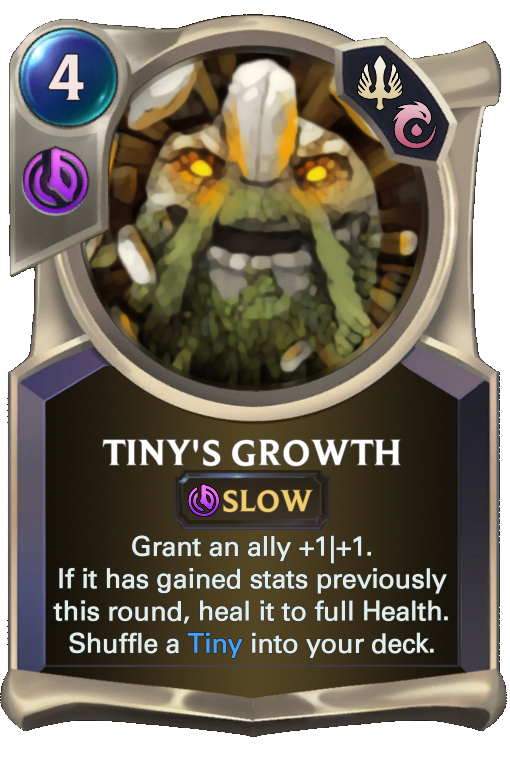 4
TINY'S GROWTH
SLOW
Grant an ally +1|+1.
If it has gained stats previously
this round, heal it to full Health.
Shuffle a Tiny into your deck.